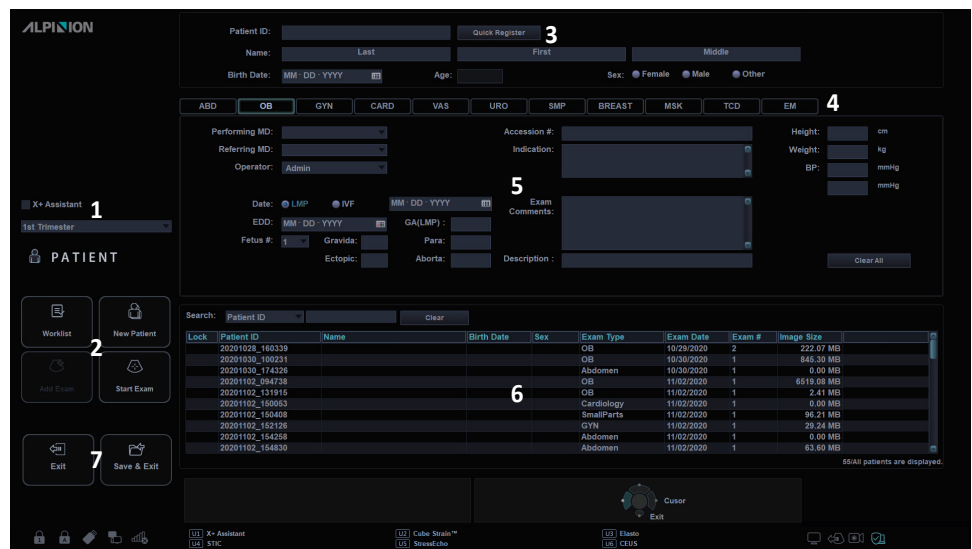 ALPINION
Patient ID: Quick Register 3
Name: Last First Middle
Birth Date: MM - DD - YYYY Age: Sex: Female Male Other
ABD OB GYN CARD VAS URO SMP BREAST MSK TCD EM 4
Performing MD: Accession #: Height: cm
Referring MD: Indication: Weight: kg
Operator: Admin BP: mmHg
mmHg
5
X+ Assistant 1
1st Trimester
PATIENT
Date: LMP IVF MM - DD - YYYY Exam
Comments:
EDD: MM - DD - YYYY GA(LMP) :
Fetus #: 1 Gravida: Para:
Ectopic: Aborta: Description : Clear All
Worklist New Patient
2
Add Exam Start Exam
Exit 7 Save & Exit
Search: Patient ID Clear
Lock Patient ID Name Birth Date Sex Exam Type Exam Date Exam # Image Size
20201028_160339 OB 10/29/2020 2 222.07 MB
20201030_100231 OB 10/30/2020 1 845.30 MB
20201030_174326 Abdomen 10/30/2020 1 0.00 MB
20201102_094738 OB 11/02/2020 1 6519.08 MB
20201102_131915 OB 11/02/2020 1 2.41 MB
20201102_150053 Cardiology 11/02/2020 1 0.00 MB
20201102_150408 SmallParts 11/02/2020 1 96.21 MB
20201102_152126 GYN 11/02/2020 1 29.24 MB
20201102_154258 Abdomen 11/02/2020 1 0.00 MB
20201102_154830 Abdomen 11/02/2020 1 63.60 MB
6
55/All patients are displayed.
Cusor
Exit
1 A
U1 X+ Assistant U2 Cube Strain™ U3 Elasto
U4 STIC U5 StressEcho U6 CEUS